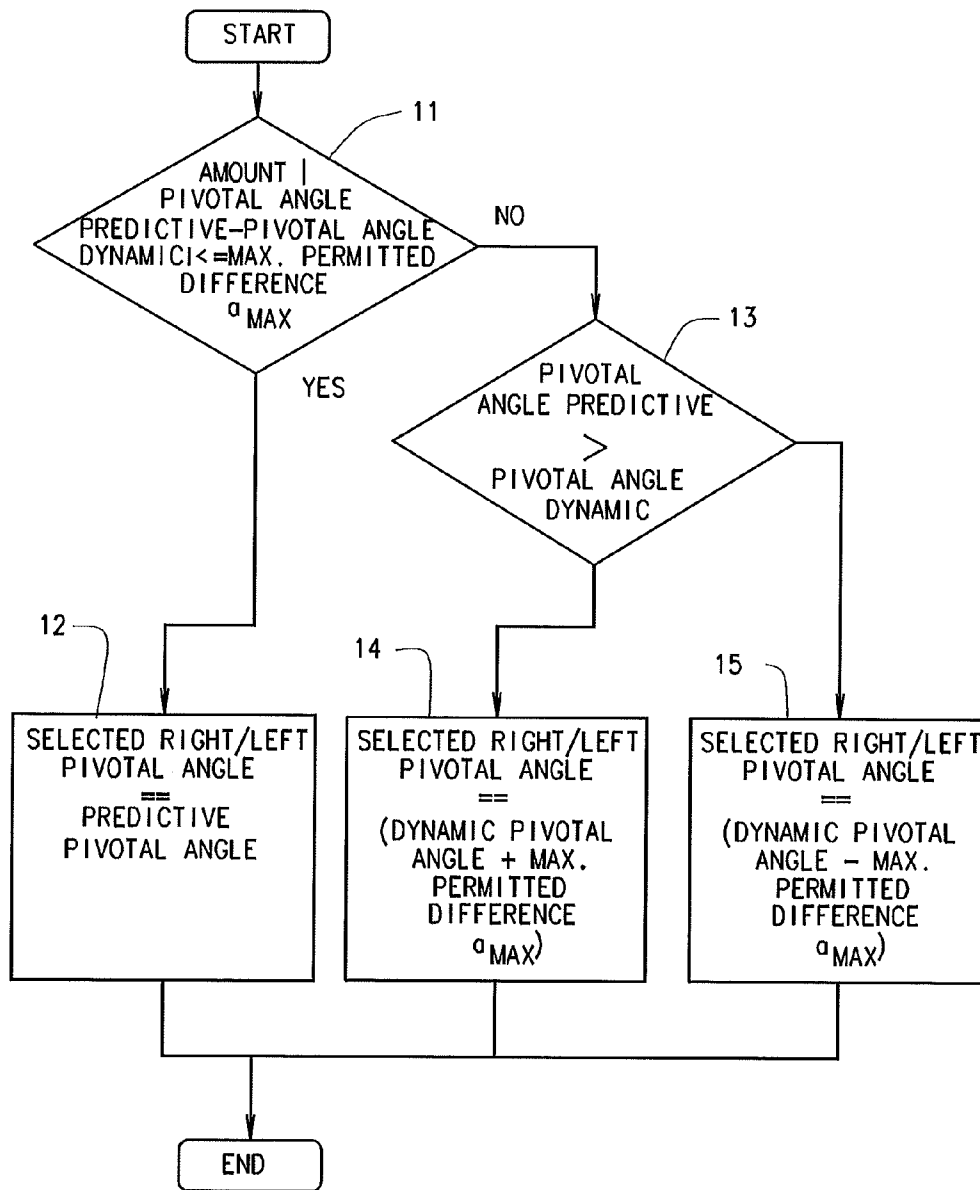 START
11
AMOUNT |
PIVOTAL ANGLE
PREDICTIVE-PIVOTAL ANGLE
DYNAMIC|<=MAX. PERMITTED
DIFFERENCE
a MAX
NO
YES
13
PIVOTAL
ANGLE PREDICTIVE
>
PIVOTAL ANGLE
DYNAMIC
12
SELECTED RIGHT/LEFT
PIVOTAL ANGLE
==
PREDICTIVE
PIVOTAL ANGLE
14
SELECTED RIGHT/LEFT
PIVOTAL ANGLE
==
(DYNAMIC PIVOTAL
ANGLE + MAX.
PERMITTED
DIFFERENCE
a MAX)
15
SELECTED RIGHT/LEFT
PIVOTAL ANGLE
==
(DYNAMIC PIVOTAL
ANGLE - MAX.
PERMITTED
DIFFERENCE
a MAX)
END